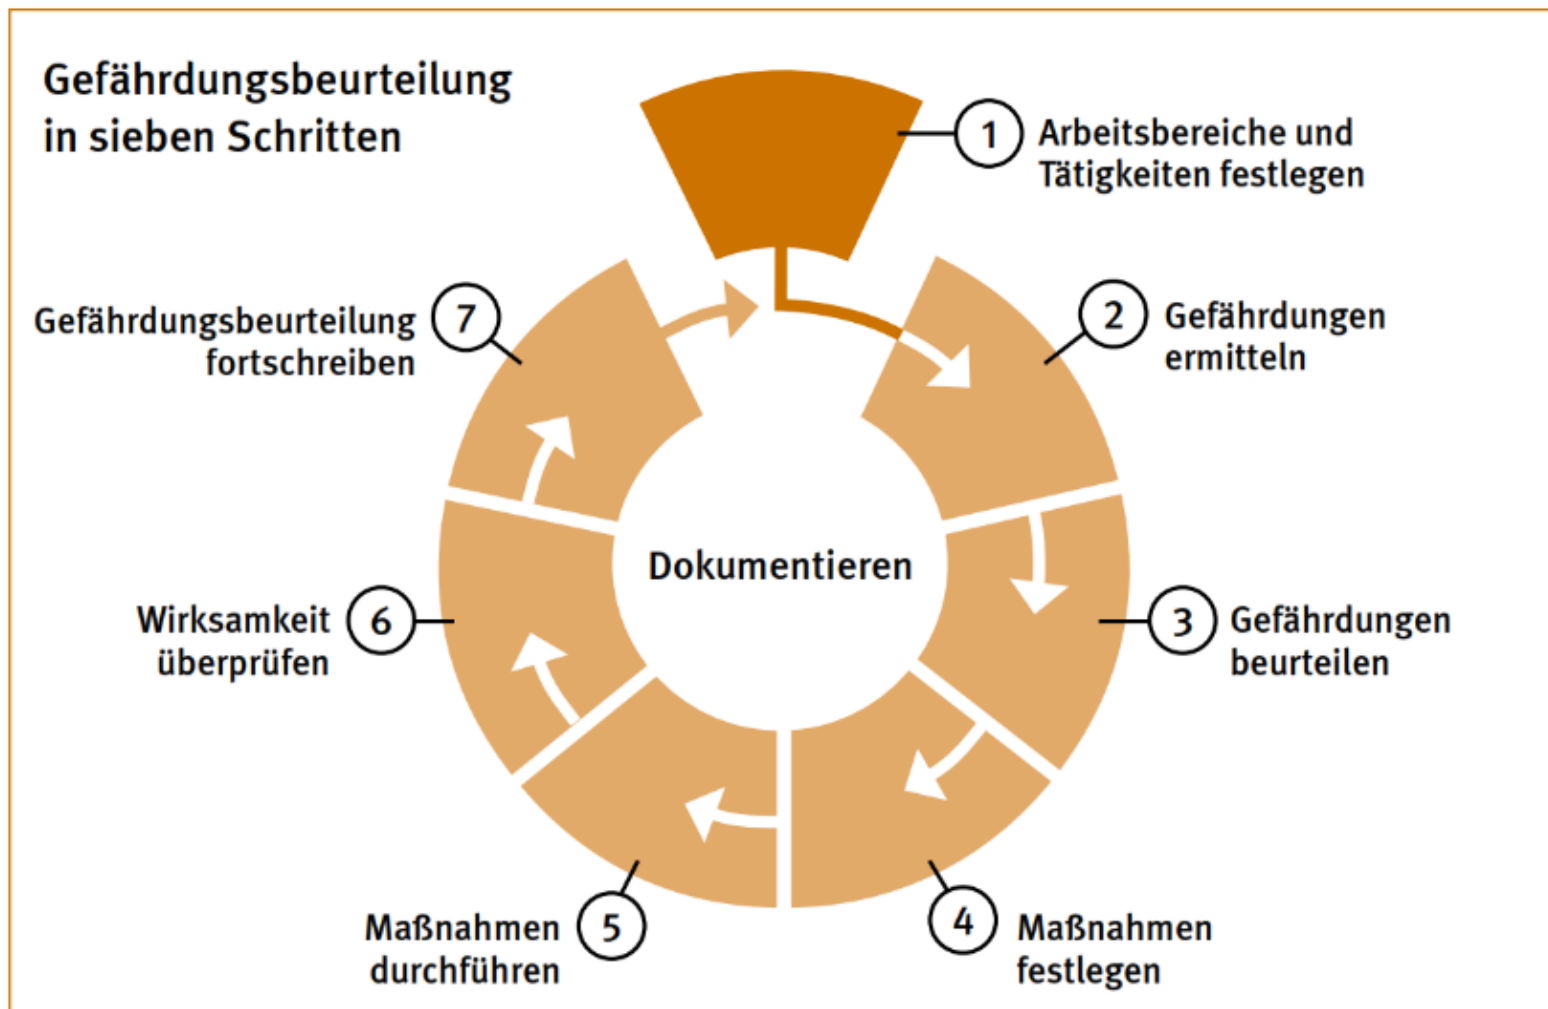 Gefährdungsbeurteilung
in sieben Schritten
1
Arbeitsbereiche und
Tätigkeiten festlegen
2
Gefährdungen
ermitteln
3
Gefährdungen
beurteilen
4
Maßnahmen
festlegen
5
Maßnahmen
durchführen
6
Wirksamkeit
überprüfen
7
Gefährdungsbeurteilung
fortschreiben
Dokumentieren